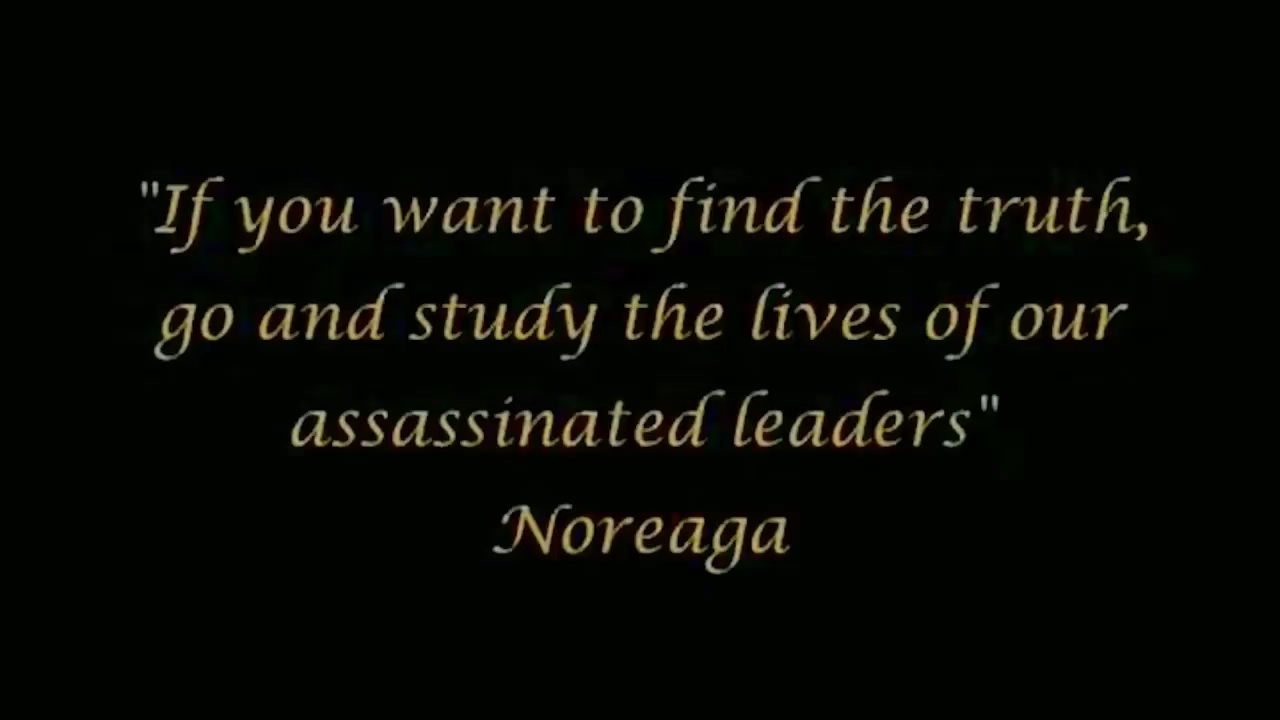 "If you want to find the truth,
go and study the lives of our
assassinated leaders"
Noreaga